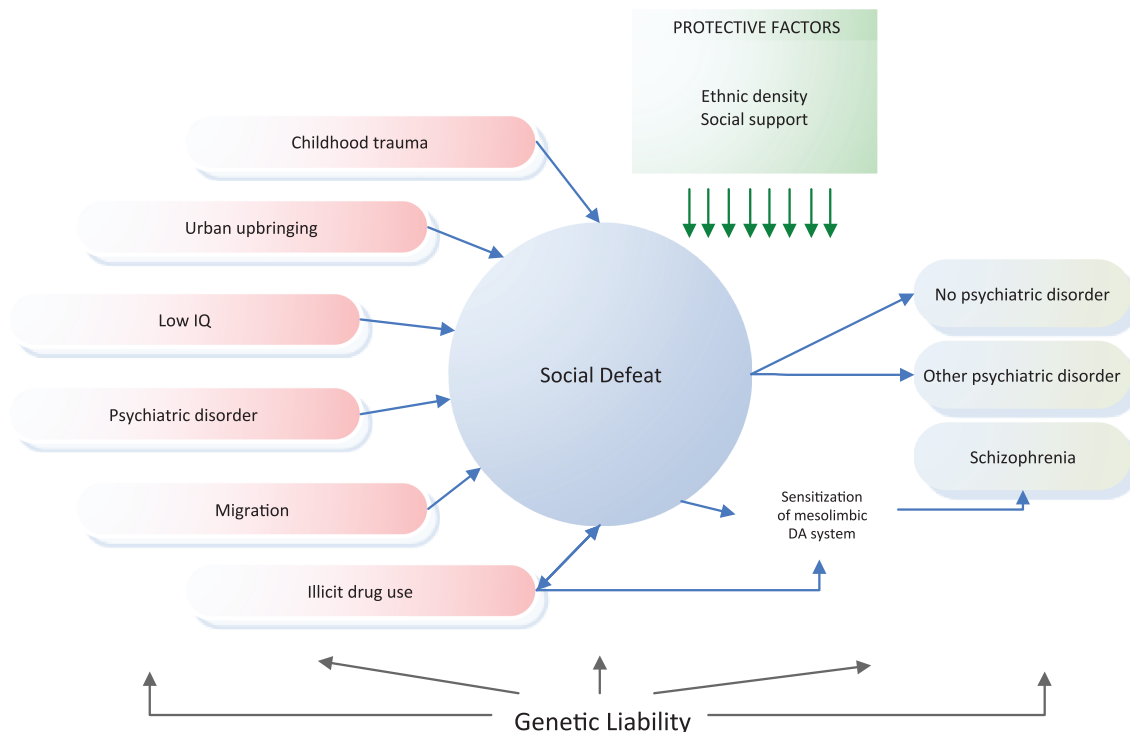 PROTECTIVE FACTORS
Ethnic density
Social support
Childhood trauma
Urban upbringing
Low IQ
Psychiatric disorder
Migration
Illicit drug use
Social Defeat
No psychiatric disorder
Other psychiatric disorder
Schizophrenia
Sensitization
of mesolimbic
DA system
Genetic Liability